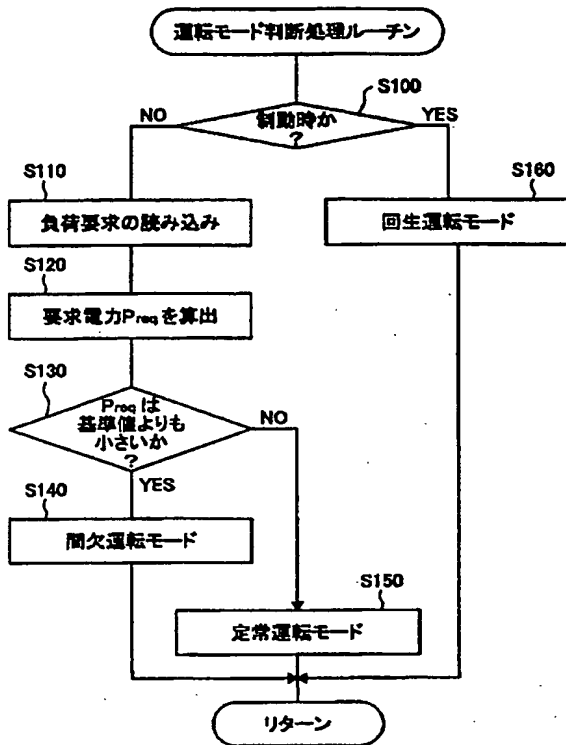 運転モード判断処理ルーチン
S100
制動時か
?
NO
YES
S110
負荷要求の読み込み
S160
回生運転モード
S120
要求電力Preqを算出
S130
Preqは
基準値よりも
小さいか
?
NO
YES
S140
間欠運転モード
S150
定常運転モード
リターン